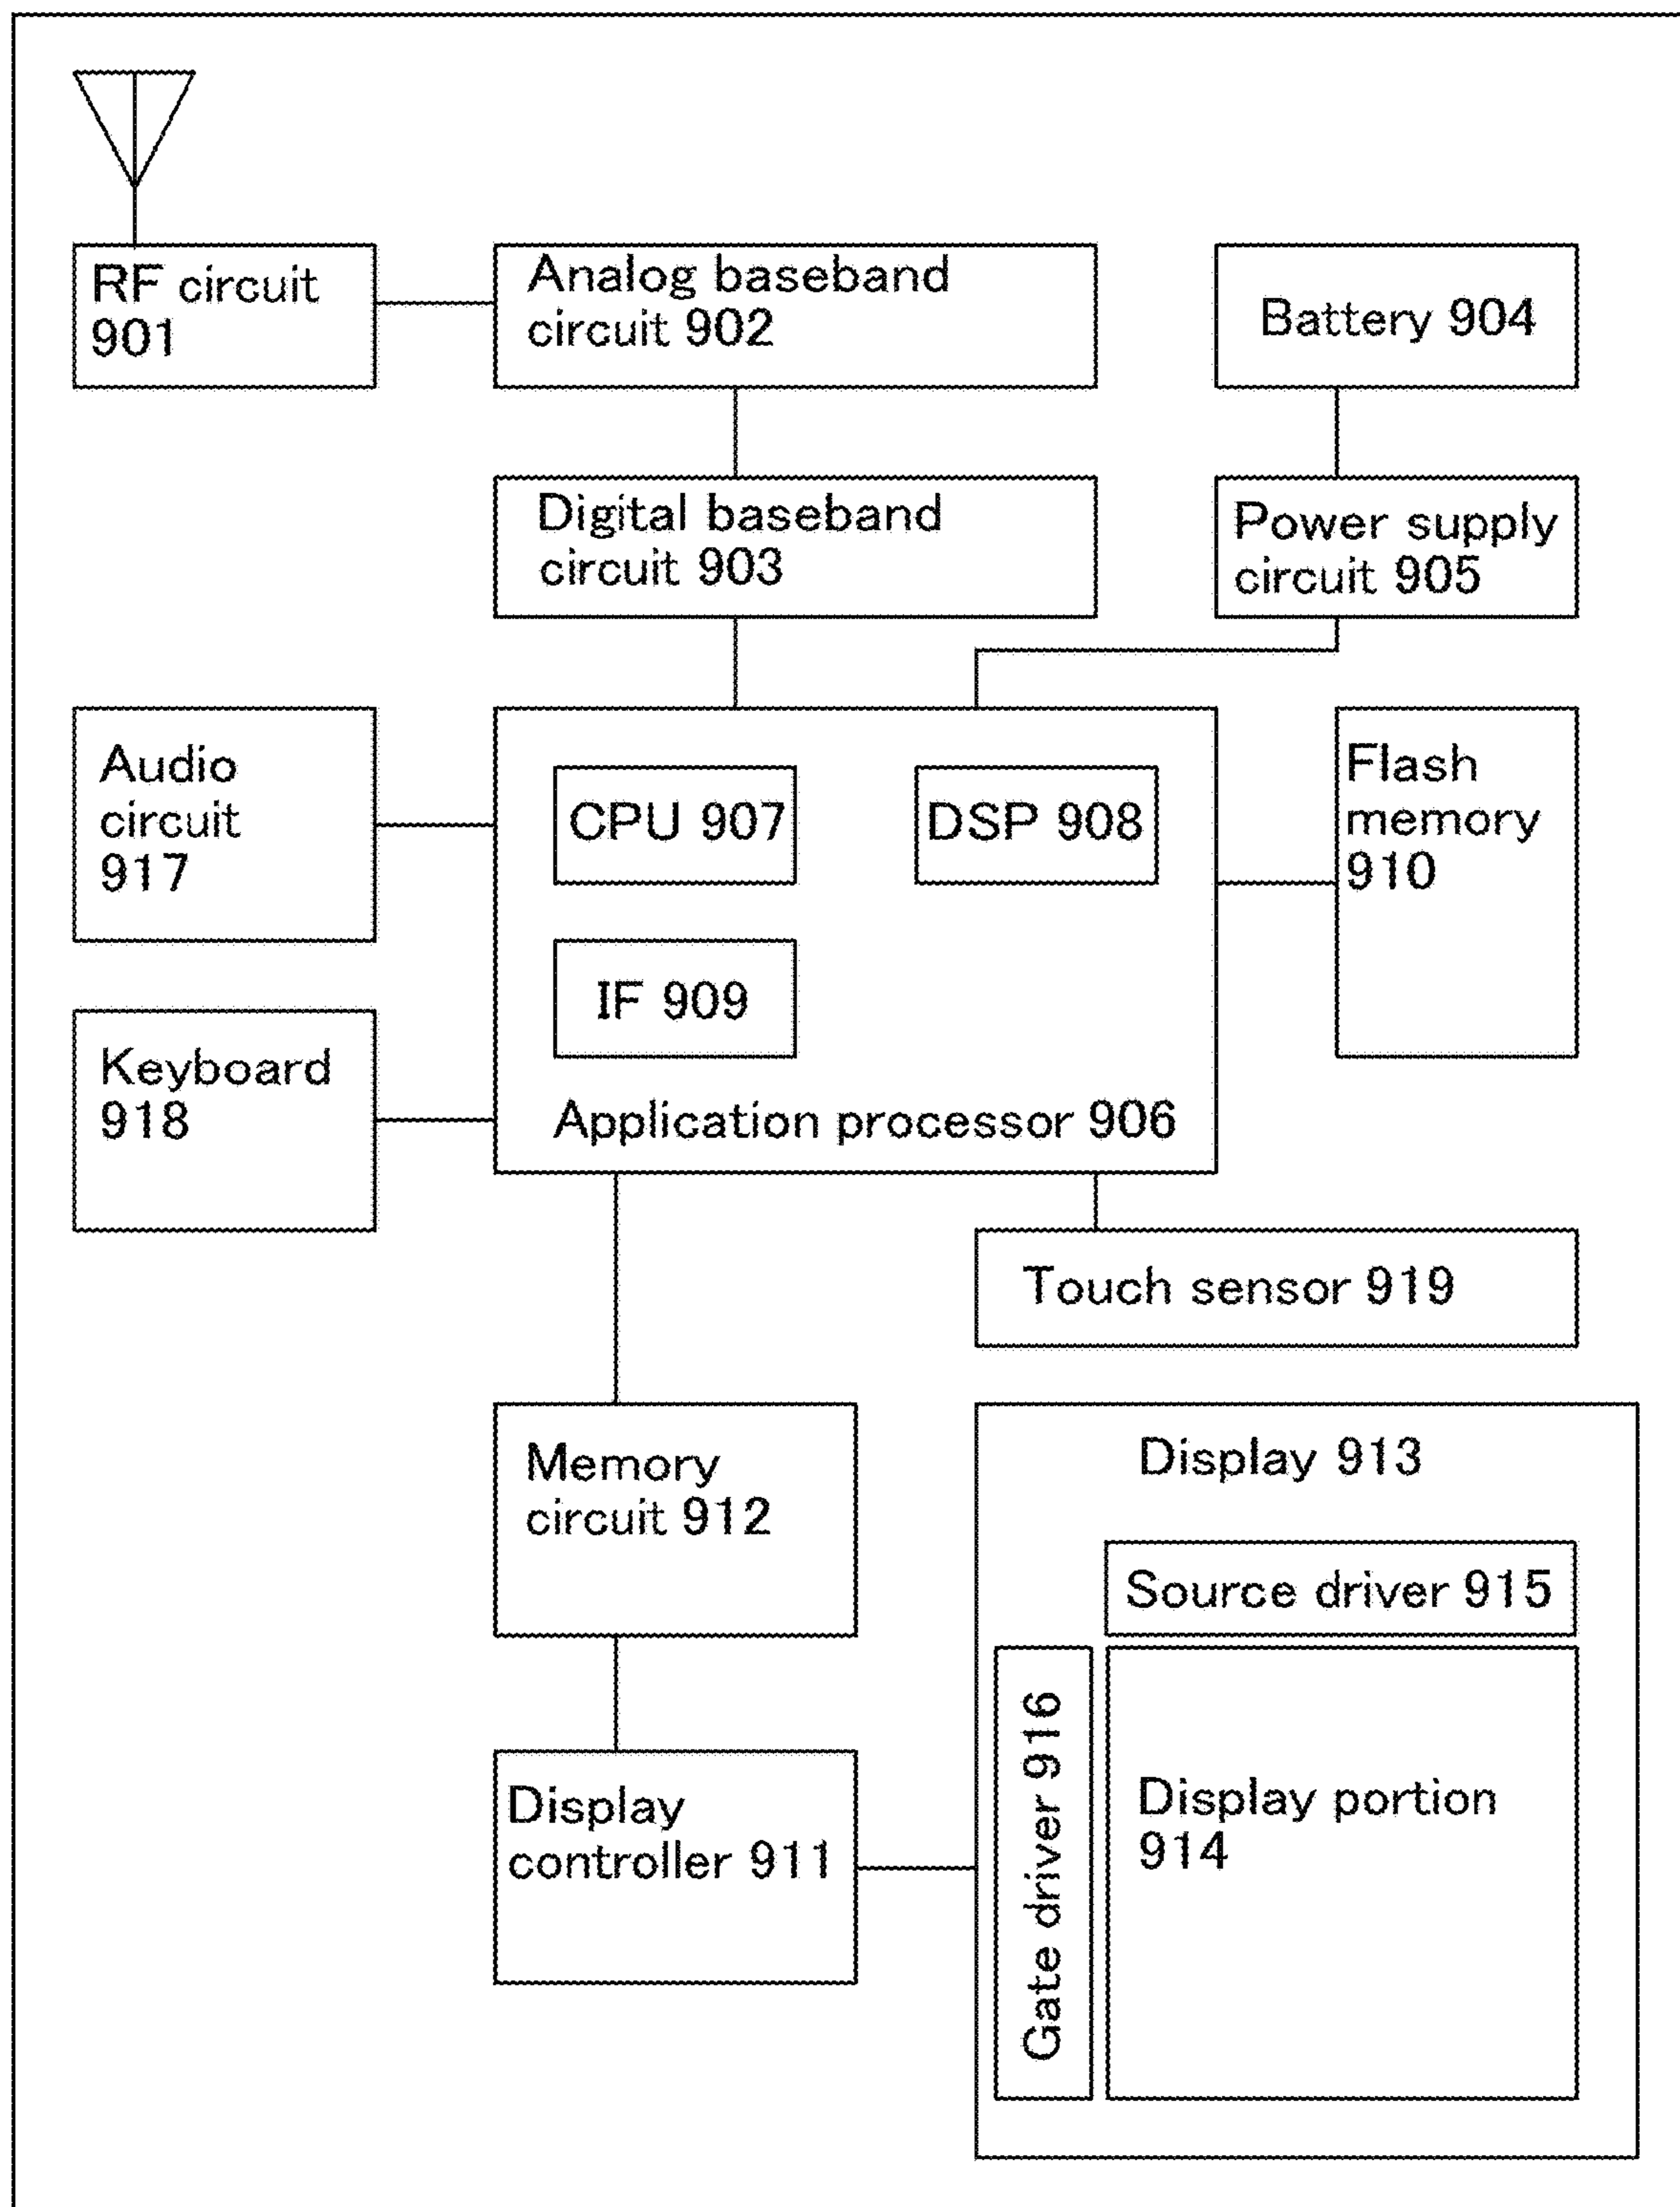 RF circuit
901
Analog baseband
circuit 902
Battery 904
Digital baseband
circuit 903
Power supply
circuit 905
Audio
circuit
917
CPU 907
DSP 908
Flash
memory
910
IF 909
Keyboard
918
Application processor 906
Touch sensor 919
Memory
circuit 912
Display 913
Source driver 915
Gate driver 916
Display portion
914
Display
controller 911